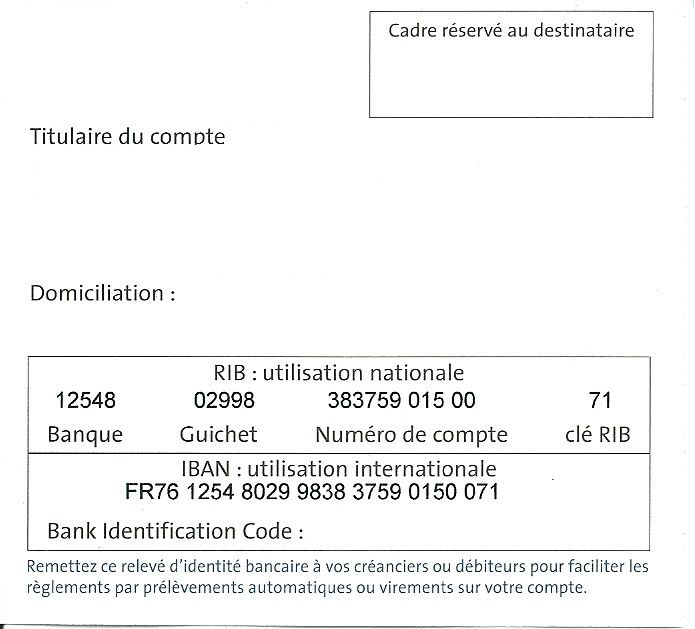 Cadre réservé au destinataire
Titulaire du compte
Domiciliation :
RIB : utilisation nationale
12548 02998 383759 015 00 71
Banque Guichet Numéro de compte clé RIB
IBAN : utilisation internationale
FR76 1254 8029 9838 3759 0150 071
Bank Identification Code :
Remettez ce relevé d'identité bancaire à vos créanciers ou débiteurs pour faciliter les
règlements par prélèvements automatiques ou virements sur votre compte.